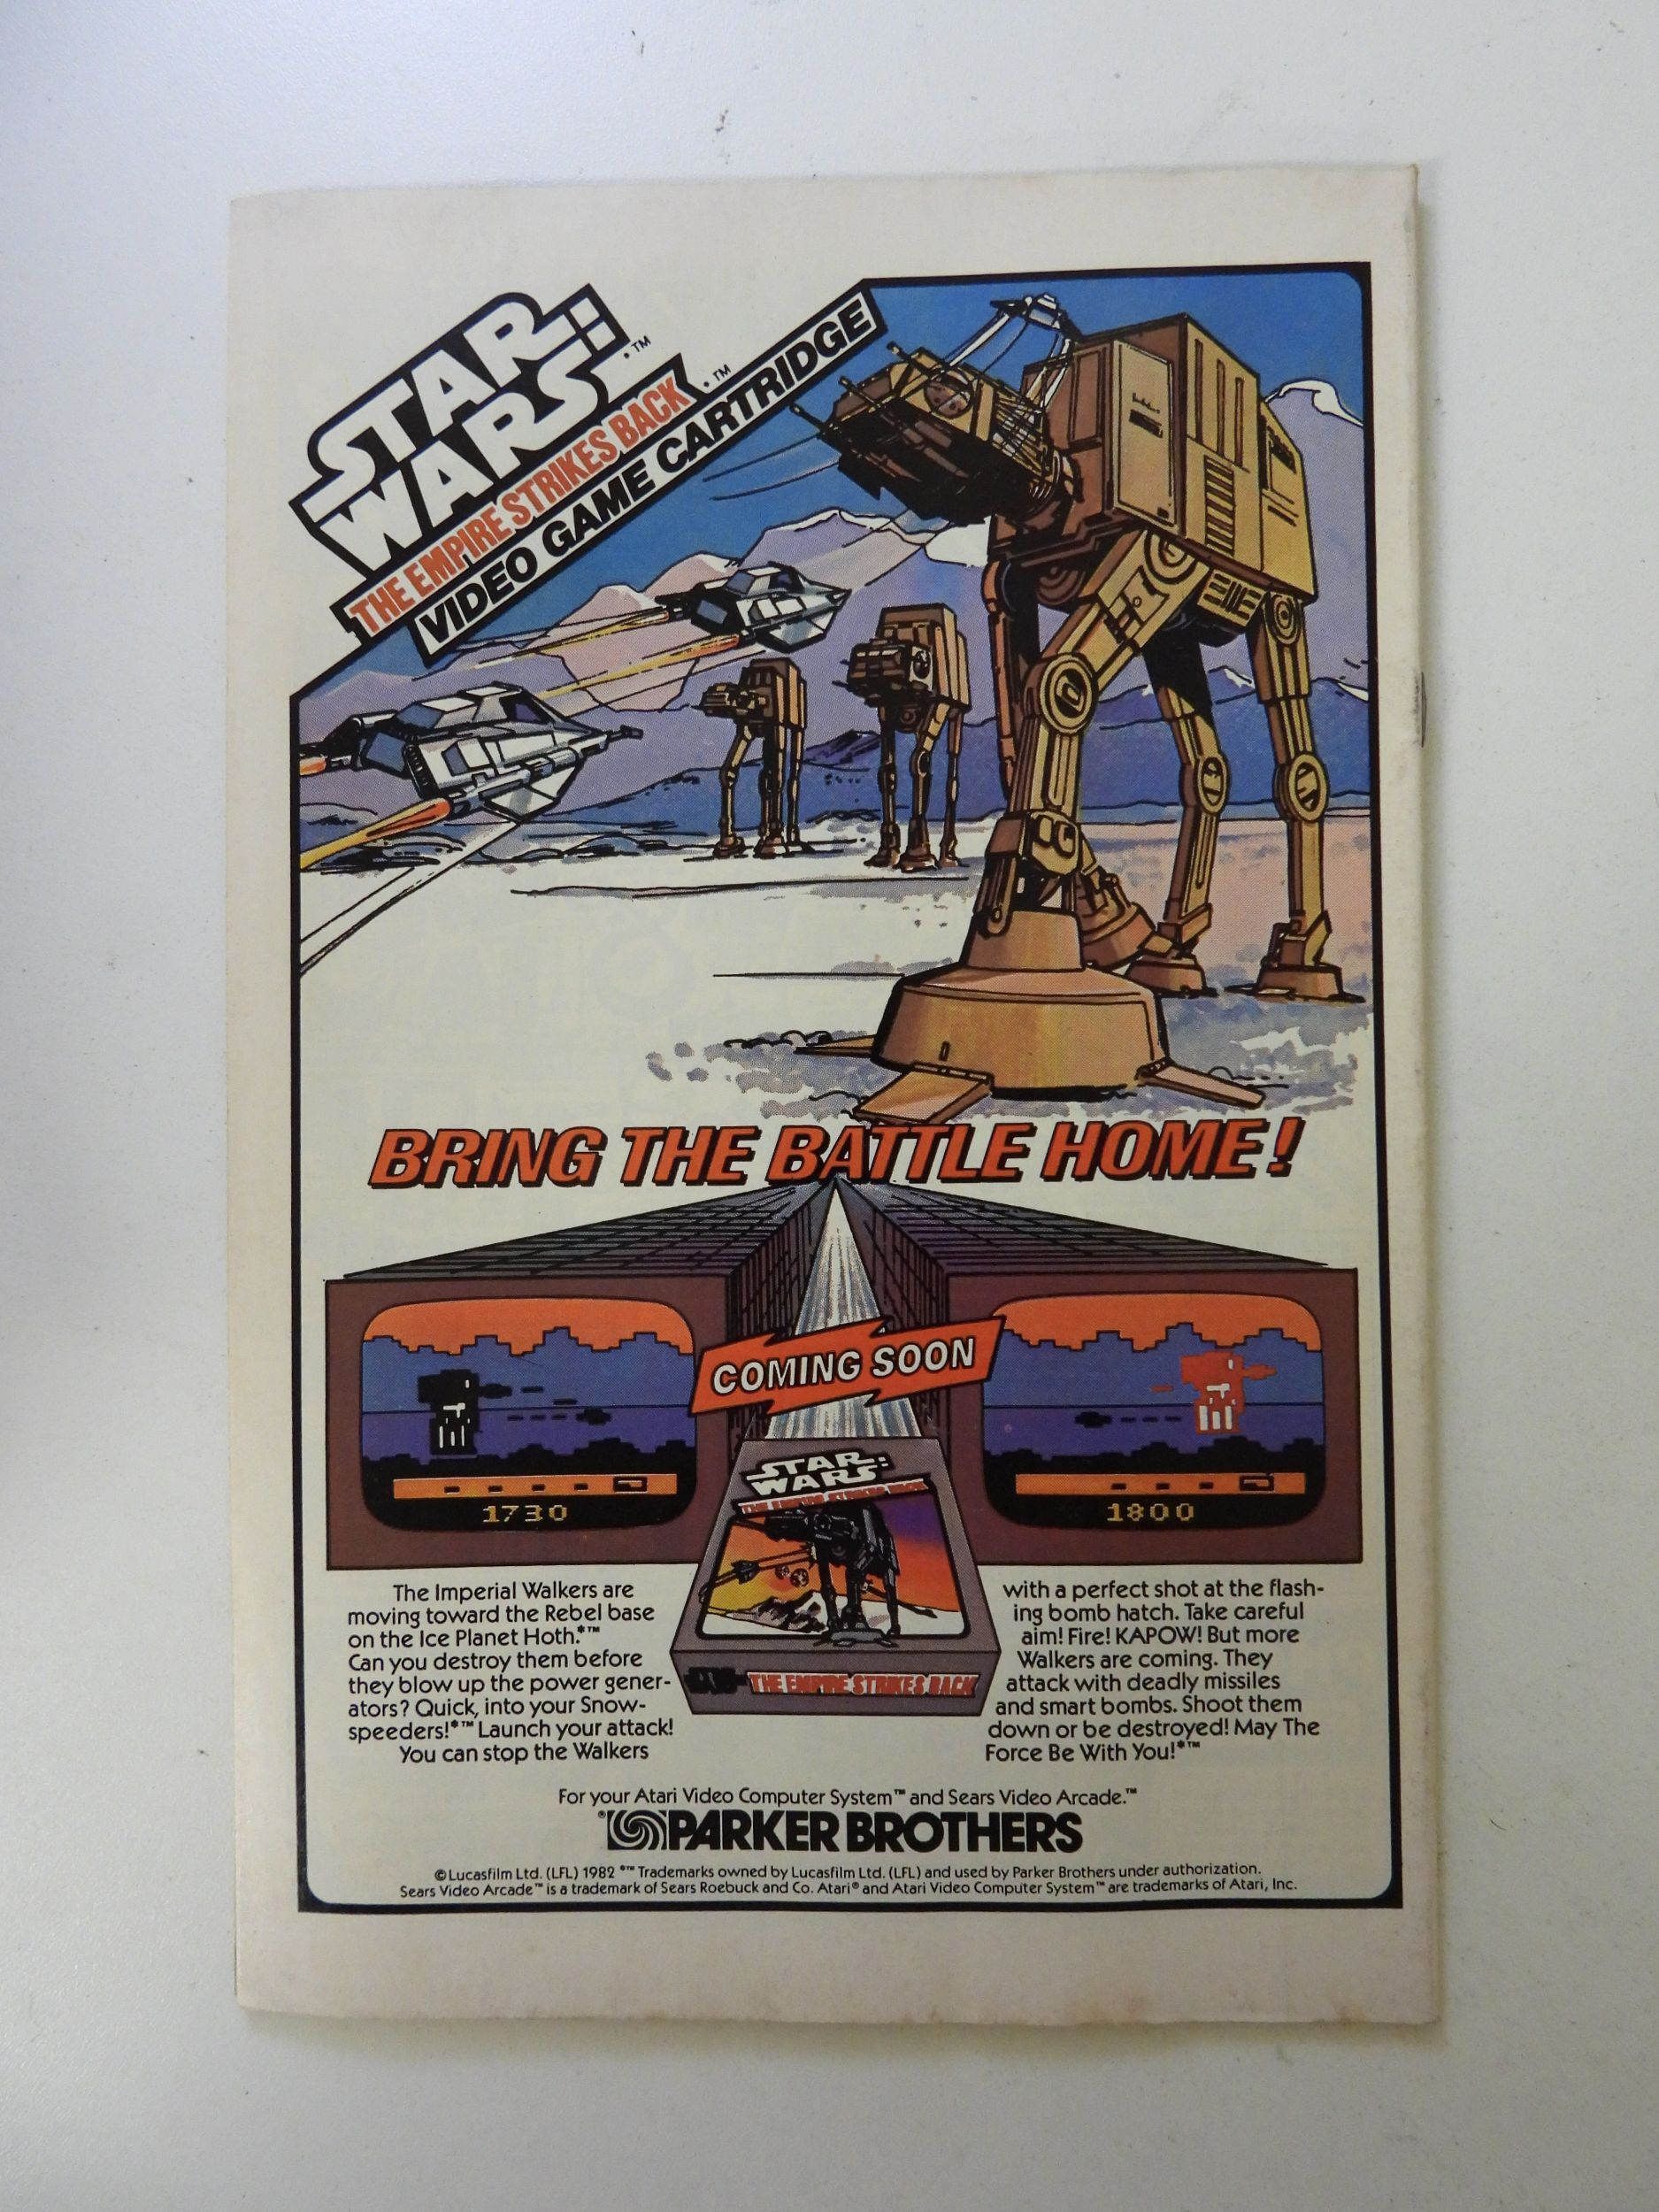 STAR
WARS:™
THE EMPIRE STRIKES BACK.™
VIDEO GAME CARTRIDGE
BRING THE BATTLE HOME!
COMING SOON
1730
1800
STAR
WARS:
THE EMPIRE STRIKES BACK
THE EMPIRE STRIKES BACK
The Imperial Walkers are
moving toward the Rebel base
on the Ice Planet Hoth.*™
Can you destroy them before
they blow up the power gener-
ators? Quick, into your Snow-
speeders!*™ Launch your attack!
You can stop the Walkers
with a perfect shot at the flash-
ing bomb hatch. Take careful
aim! Fire! KAPOW! But more
Walkers are coming. They
attack with deadly missiles
and smart bombs. Shoot them
down or be destroyed! May The
Force Be With You!*™
For your Atari Video Computer System™ and Sears Video Arcade.™
®PARKER BROTHERS
© Lucasfilm Ltd. (LFL) 1982 *™ Trademarks owned by Lucasfilm Ltd. (LFL) and used by Parker Brothers under authorization.
Sears Video Arcade™ is a trademark of Sears Roebuck and Co. Atari® and Atari Video Computer System™ are trademarks of Atari, Inc.